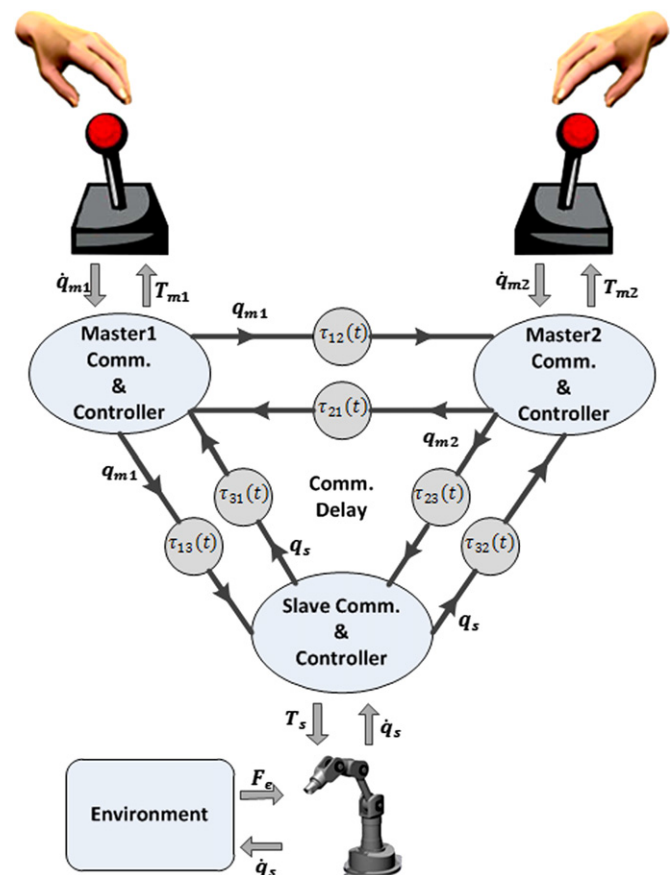 q̇m1
Tm1
q̇m2
Tm2
qm1
τ12(t)
Master1
Comm.
&
Controller
Master2
Comm.
&
Controller
τ21(t)
qm2
qm1
τ31(t)
Comm.
Delay
τ23(t)
τ13(t)
τ32(t)
qs
qs
Slave Comm.
&
Controller
Ts
q̇s
Fe
Environment
q̇s